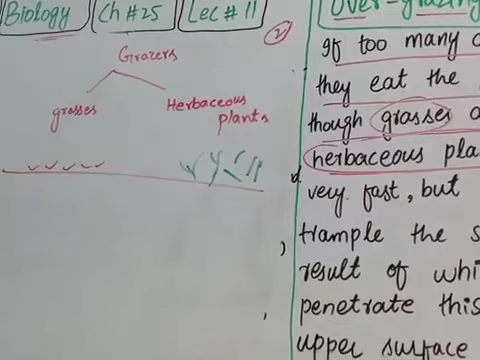 Biology Ch # 25 Lec # 11
2
Grazers
grasses Herbaceous
plants
Over-grazing
If too many
they eat the
though grasses
herbaceous pla
very fast, but
trample the s
result of whi
penetrate this
upper surface